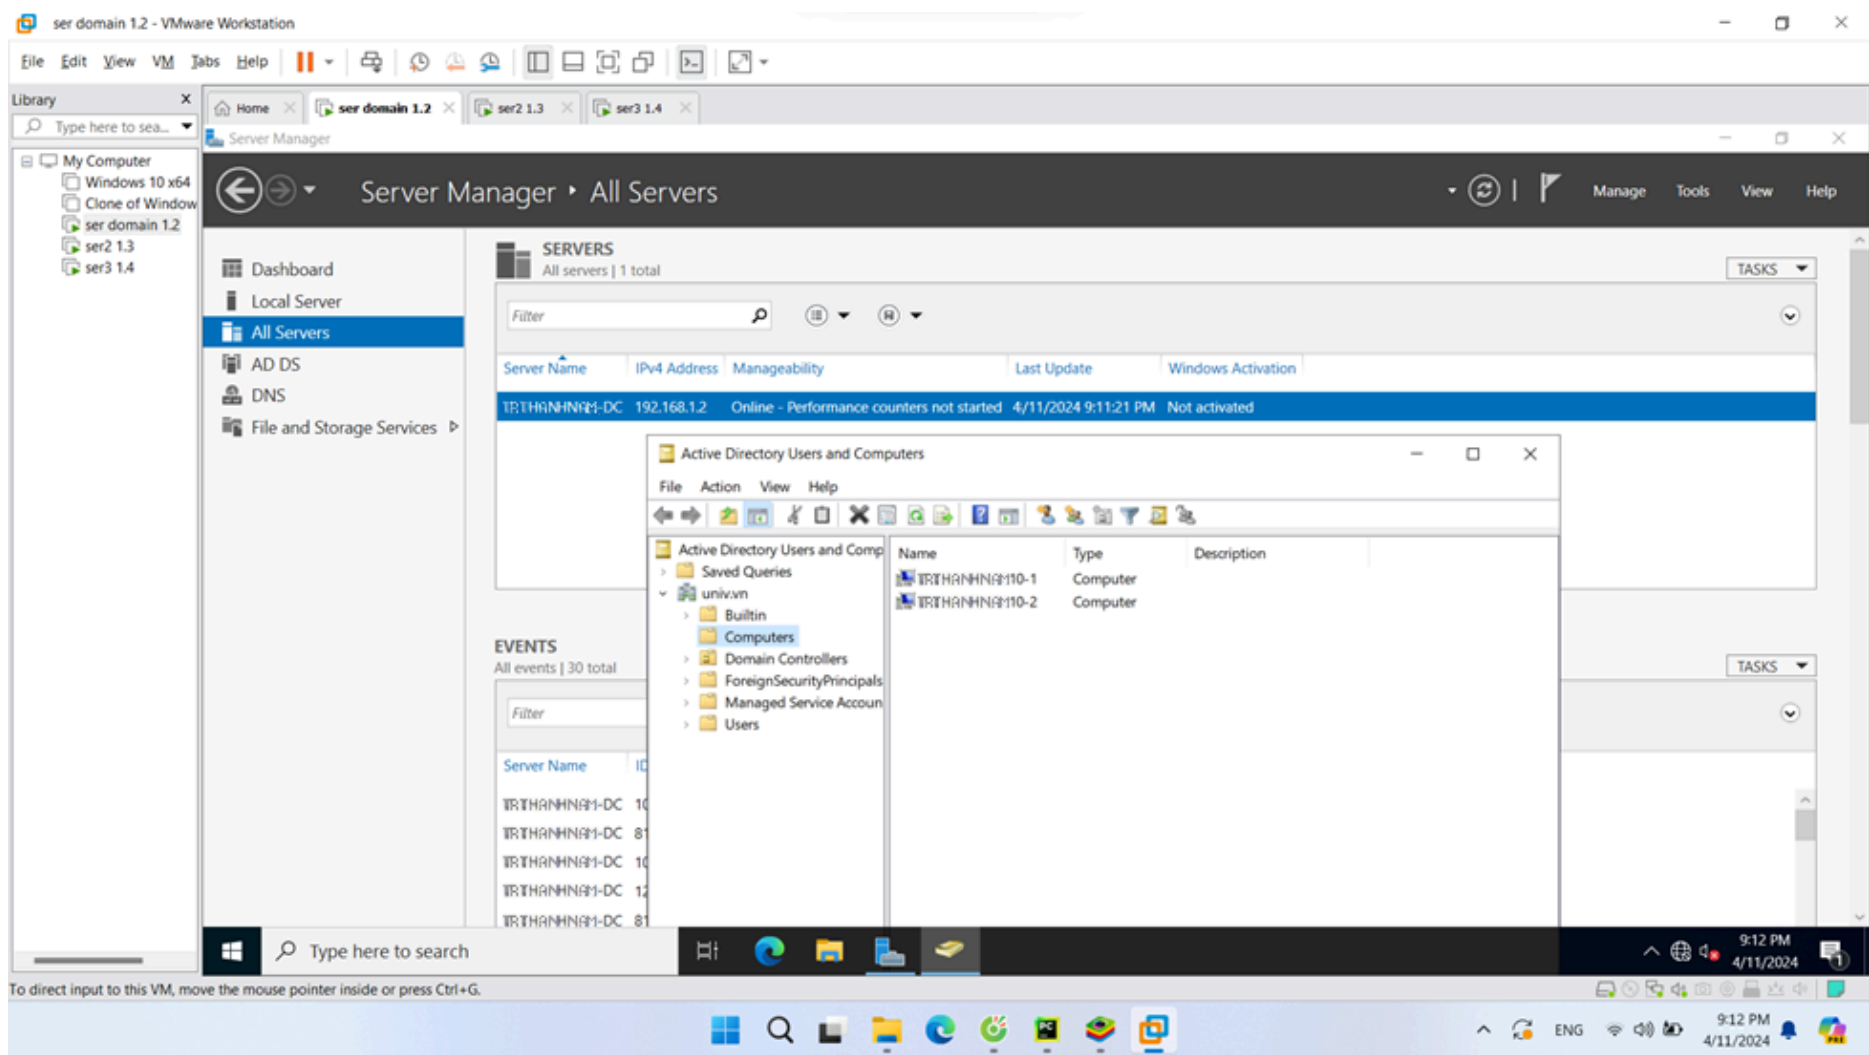 ser domain 1.2 - VMware Workstation
File Edit View VM Tabs Help
Library x
Home
ser domain 1.2
ser2 1.3
ser3 1.4
Type here to sea...
Server Manager
My Computer
Windows 10 x64
Clone of Window
ser domain 1.2
ser2 1.3
ser3 1.4
Server Manager ‣ All Servers
Manage Tools View Help
Dashboard
Local Server
All Servers
AD DS
DNS
File and Storage Services
SERVERS
All servers | 1 total
TASKS
Filter
Server Name IPv4 Address Manageability Last Update Windows Activation
TRTHANHNAM-DC 192.168.1.2 Online - Performance counters not started 4/11/2024 9:11:21 PM Not activated
Active Directory Users and Computers
File Action View Help
Active Directory Users and Comp
Saved Queries
univ.vn
Builtin
Computers
Domain Controllers
ForeignSecurityPrincipals
Managed Service Accoun
Users
Name Type Description
TRTHANHNAM10-1 Computer
TRTHANHNAM10-2 Computer
EVENTS
All events | 30 total
TASKS
Filter
Server Name ID
TRTHANHNAM-DC 10
TRTHANHNAM-DC 81
TRTHANHNAM-DC 10
TRTHANHNAM-DC 12
TRTHANHNAM-DC 81
Type here to search
9:12 PM
4/11/2024
1
To direct input to this VM, move the mouse pointer inside or press Ctrl+G.
PC
ENG
9:12 PM
4/11/2024
PRE